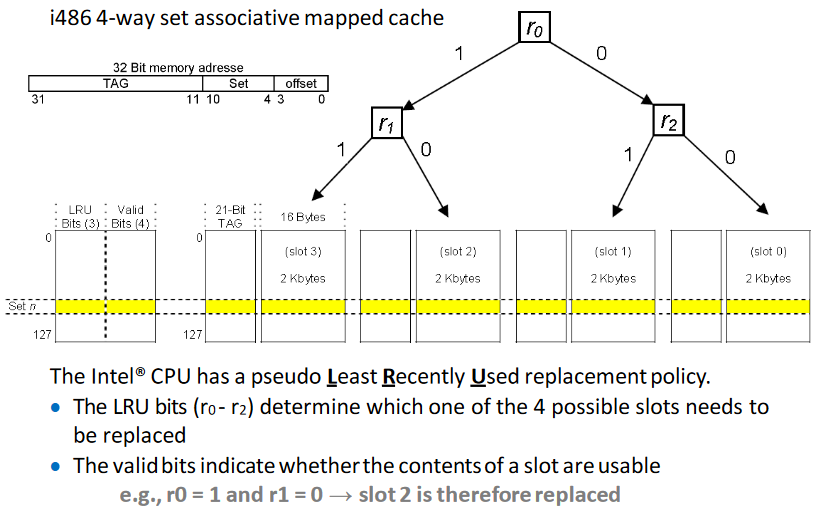 i486 4-way set associative mapped cache
r0
1
0
32 Bit memory adresse
TAG Set offset
31 11 10 4 3 0
r1
r2
1 0 1 0
LRU Bits (3)
Valid Bits (4)
21-Bit TAG
16 Bytes
0 0
(slot 3) (slot 2) (slot 1) (slot 0)
2 Kbytes 2 Kbytes 2 Kbytes 2 Kbytes
Set n
127 127
The Intel® CPU has a pseudo Least Recently Used replacement policy.
● The LRU bits (r0 - r2) determine which one of the 4 possible slots needs to
be replaced
● The valid bits indicate whether the contents of a slot are usable
e.g., r0 = 1 and r1 = 0 → slot 2 is therefore replaced